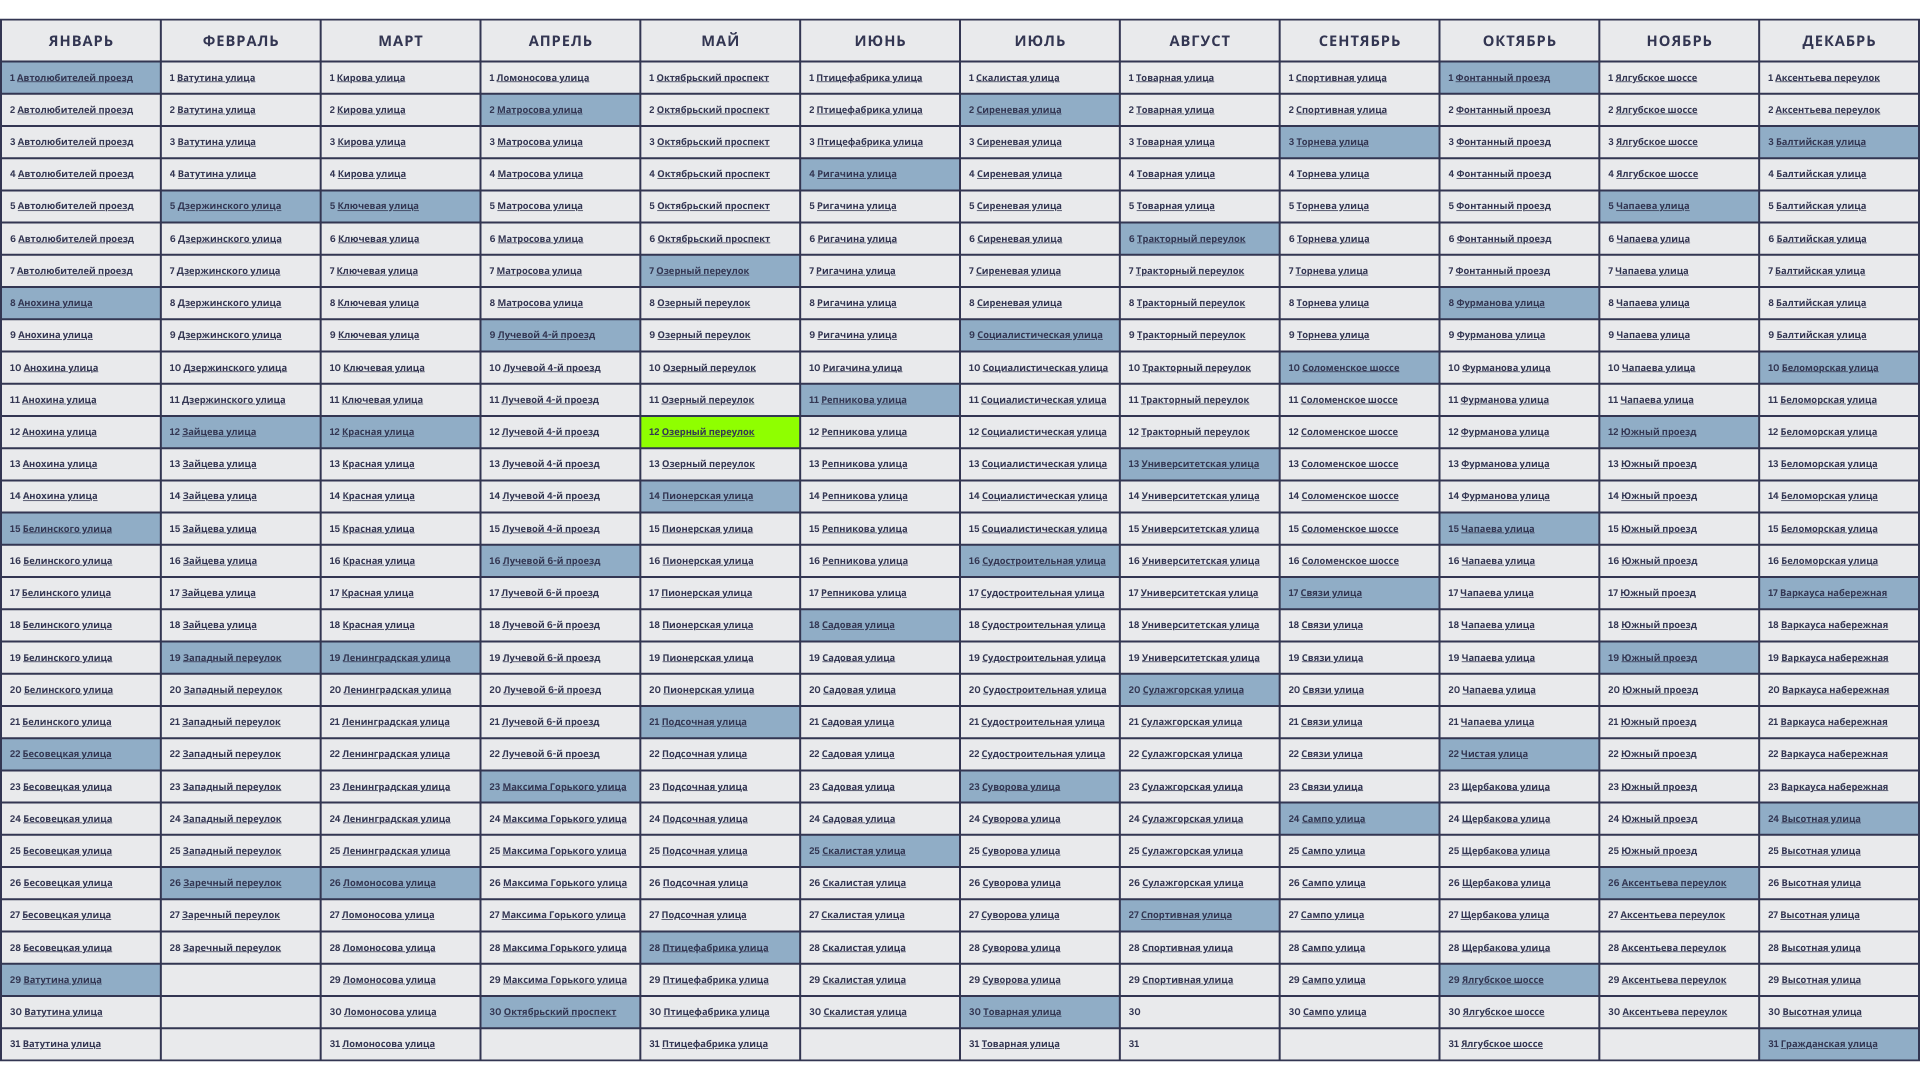 ЯНВАРЬ ФЕВРАЛЬ МАРТ АПРЕЛЬ МАЙ ИЮНЬ ИЮЛЬ АВГУСТ СЕНТЯБРЬ ОКТЯБРЬ НОЯБРЬ ДЕКАБРЬ
1 Автолюбителей проезд 1 Ватутина улица 1 Кирова улица 1 Ломоносова улица 1 Октябрьский проспект 1 Птицефабрика улица 1 Скалистая улица 1 Товарная улица 1 Спортивная улица 1 Фонтанный проезд 1 Ялгубское шоссе 1 Аксентьева переулок
2 Автолюбителей проезд 2 Ватутина улица 2 Кирова улица 2 Матросова улица 2 Октябрьский проспект 2 Птицефабрика улица 2 Сиреневая улица 2 Товарная улица 2 Спортивная улица 2 Фонтанный проезд 2 Ялгубское шоссе 2 Аксентьева переулок
3 Автолюбителей проезд 3 Ватутина улица 3 Кирова улица 3 Матросова улица 3 Октябрьский проспект 3 Птицефабрика улица 3 Сиреневая улица 3 Товарная улица 3 Торнева улица 3 Фонтанный проезд 3 Ялгубское шоссе 3 Балтийская улица
4 Автолюбителей проезд 4 Ватутина улица 4 Кирова улица 4 Матросова улица 4 Октябрьский проспект 4 Ригачина улица 4 Сиреневая улица 4 Товарная улица 4 Торнева улица 4 Фонтанный проезд 4 Ялгубское шоссе 4 Балтийская улица
5 Автолюбителей проезд 5 Дзержинского улица 5 Ключевая улица 5 Матросова улица 5 Октябрьский проспект 5 Ригачина улица 5 Сиреневая улица 5 Товарная улица 5 Торнева улица 5 Фонтанный проезд 5 Чапаева улица 5 Балтийская улица
6 Автолюбителей проезд 6 Дзержинского улица 6 Ключевая улица 6 Матросова улица 6 Октябрьский проспект 6 Ригачина улица 6 Сиреневая улица 6 Тракторный переулок 6 Торнева улица 6 Фонтанный проезд 6 Чапаева улица 6 Балтийская улица
7 Автолюбителей проезд 7 Дзержинского улица 7 Ключевая улица 7 Матросова улица 7 Озерный переулок 7 Ригачина улица 7 Сиреневая улица 7 Тракторный переулок 7 Торнева улица 7 Фонтанный проезд 7 Чапаева улица 7 Балтийская улица
8 Анохина улица 8 Дзержинского улица 8 Ключевая улица 8 Матросова улица 8 Озерный переулок 8 Ригачина улица 8 Сиреневая улица 8 Тракторный переулок 8 Торнева улица 8 Фурманова улица 8 Чапаева улица 8 Балтийская улица
9 Анохина улица 9 Дзержинского улица 9 Ключевая улица 9 Лучевой 4-й проезд 9 Озерный переулок 9 Ригачина улица 9 Социалистическая улица 9 Тракторный переулок 9 Торнева улица 9 Фурманова улица 9 Чапаева улица 9 Балтийская улица
10 Анохина улица 10 Дзержинского улица 10 Ключевая улица 10 Лучевой 4-й проезд 10 Озерный переулок 10 Ригачина улица 10 Социалистическая улица 10 Тракторный переулок 10 Соломенское шоссе 10 Фурманова улица 10 Чапаева улица 10 Беломорская улица
11 Анохина улица 11 Дзержинского улица 11 Ключевая улица 11 Лучевой 4-й проезд 11 Озерный переулок 11 Репникова улица 11 Социалистическая улица 11 Тракторный переулок 11 Соломенское шоссе 11 Фурманова улица 11 Чапаева улица 11 Беломорская улица
12 Анохина улица 12 Зайцева улица 12 Красная улица 12 Лучевой 4-й проезд 12 Озерный переулок 12 Репникова улица 12 Социалистическая улица 12 Тракторный переулок 12 Соломенское шоссе 12 Фурманова улица 12 Южный проезд 12 Беломорская улица
13 Анохина улица 13 Зайцева улица 13 Красная улица 13 Лучевой 4-й проезд 13 Озерный переулок 13 Репникова улица 13 Социалистическая улица 13 Университетская улица 13 Соломенское шоссе 13 Фурманова улица 13 Южный проезд 13 Беломорская улица
14 Анохина улица 14 Зайцева улица 14 Красная улица 14 Лучевой 4-й проезд 14 Пионерская улица 14 Репникова улица 14 Социалистическая улица 14 Университетская улица 14 Соломенское шоссе 14 Фурманова улица 14 Южный проезд 14 Беломорская улица
15 Белинского улица 15 Зайцева улица 15 Красная улица 15 Лучевой 4-й проезд 15 Пионерская улица 15 Репникова улица 15 Социалистическая улица 15 Университетская улица 15 Соломенское шоссе 15 Чапаева улица 15 Южный проезд 15 Беломорская улица
16 Белинского улица 16 Зайцева улица 16 Красная улица 16 Лучевой 6-й проезд 16 Пионерская улица 16 Репникова улица 16 Судостроительная улица 16 Университетская улица 16 Соломенское шоссе 16 Чапаева улица 16 Южный проезд 16 Беломорская улица
17 Белинского улица 17 Зайцева улица 17 Красная улица 17 Лучевой 6-й проезд 17 Пионерская улица 17 Репникова улица 17 Судостроительная улица 17 Университетская улица 17 Связи улица 17 Чапаева улица 17 Южный проезд 17 Варкауса набережная
18 Белинского улица 18 Зайцева улица 18 Красная улица 18 Лучевой 6-й проезд 18 Пионерская улица 18 Садовая улица 18 Судостроительная улица 18 Университетская улица 18 Связи улица 18 Чапаева улица 18 Южный проезд 18 Варкауса набережная
19 Белинского улица 19 Западный переулок 19 Ленинградская улица 19 Лучевой 6-й проезд 19 Пионерская улица 19 Садовая улица 19 Судостроительная улица 19 Университетская улица 19 Связи улица 19 Чапаева улица 19 Южный проезд 19 Варкауса набережная
20 Белинского улица 20 Западный переулок 20 Ленинградская улица 20 Лучевой 6-й проезд 20 Пионерская улица 20 Садовая улица 20 Судостроительная улица 20 Сулажгорская улица 20 Связи улица 20 Чапаева улица 20 Южный проезд 20 Варкауса набережная
21 Белинского улица 21 Западный переулок 21 Ленинградская улица 21 Лучевой 6-й проезд 21 Подсочная улица 21 Садовая улица 21 Судостроительная улица 21 Сулажгорская улица 21 Связи улица 21 Чапаева улица 21 Южный проезд 21 Варкауса набережная
22 Бесовецкая улица 22 Западный переулок 22 Ленинградская улица 22 Лучевой 6-й проезд 22 Подсочная улица 22 Садовая улица 22 Судостроительная улица 22 Сулажгорская улица 22 Связи улица 22 Чистая улица 22 Южный проезд 22 Варкауса набережная
23 Бесовецкая улица 23 Западный переулок 23 Ленинградская улица 23 Максима Горького улица 23 Подсочная улица 23 Садовая улица 23 Суворова улица 23 Сулажгорская улица 23 Связи улица 23 Щербакова улица 23 Южный проезд 23 Варкауса набережная
24 Бесовецкая улица 24 Западный переулок 24 Ленинградская улица 24 Максима Горького улица 24 Подсочная улица 24 Садовая улица 24 Суворова улица 24 Сулажгорская улица 24 Сампо улица 24 Щербакова улица 24 Южный проезд 24 Высотная улица
25 Бесовецкая улица 25 Западный переулок 25 Ленинградская улица 25 Максима Горького улица 25 Подсочная улица 25 Скалистая улица 25 Суворова улица 25 Сулажгорская улица 25 Сампо улица 25 Щербакова улица 25 Южный проезд 25 Высотная улица
26 Бесовецкая улица 26 Заречный переулок 26 Ломоносова улица 26 Максима Горького улица 26 Подсочная улица 26 Скалистая улица 26 Суворова улица 26 Сулажгорская улица 26 Сампо улица 26 Щербакова улица 26 Аксентьева переулок 26 Высотная улица
27 Бесовецкая улица 27 Заречный переулок 27 Ломоносова улица 27 Максима Горького улица 27 Подсочная улица 27 Скалистая улица 27 Суворова улица 27 Спортивная улица 27 Сампо улица 27 Щербакова улица 27 Аксентьева переулок 27 Высотная улица
28 Бесовецкая улица 28 Заречный переулок 28 Ломоносова улица 28 Максима Горького улица 28 Птицефабрика улица 28 Скалистая улица 28 Суворова улица 28 Спортивная улица 28 Сампо улица 28 Щербакова улица 28 Аксентьева переулок 28 Высотная улица
29 Ватутина улица 29 Ломоносова улица 29 Максима Горького улица 29 Птицефабрика улица 29 Скалистая улица 29 Суворова улица 29 Спортивная улица 29 Сампо улица 29 Ялгубское шоссе 29 Аксентьева переулок 29 Высотная улица
30 Ватутина улица 30 Ломоносова улица 30 Октябрьский проспект 30 Птицефабрика улица 30 Скалистая улица 30 Товарная улица 30 30 Сампо улица 30 Ялгубское шоссе 30 Аксентьева переулок 30 Высотная улица
31 Ватутина улица 31 Ломоносова улица 31 Птицефабрика улица 31 Товарная улица 31 31 Ялгубское шоссе 31 Гражданская улица